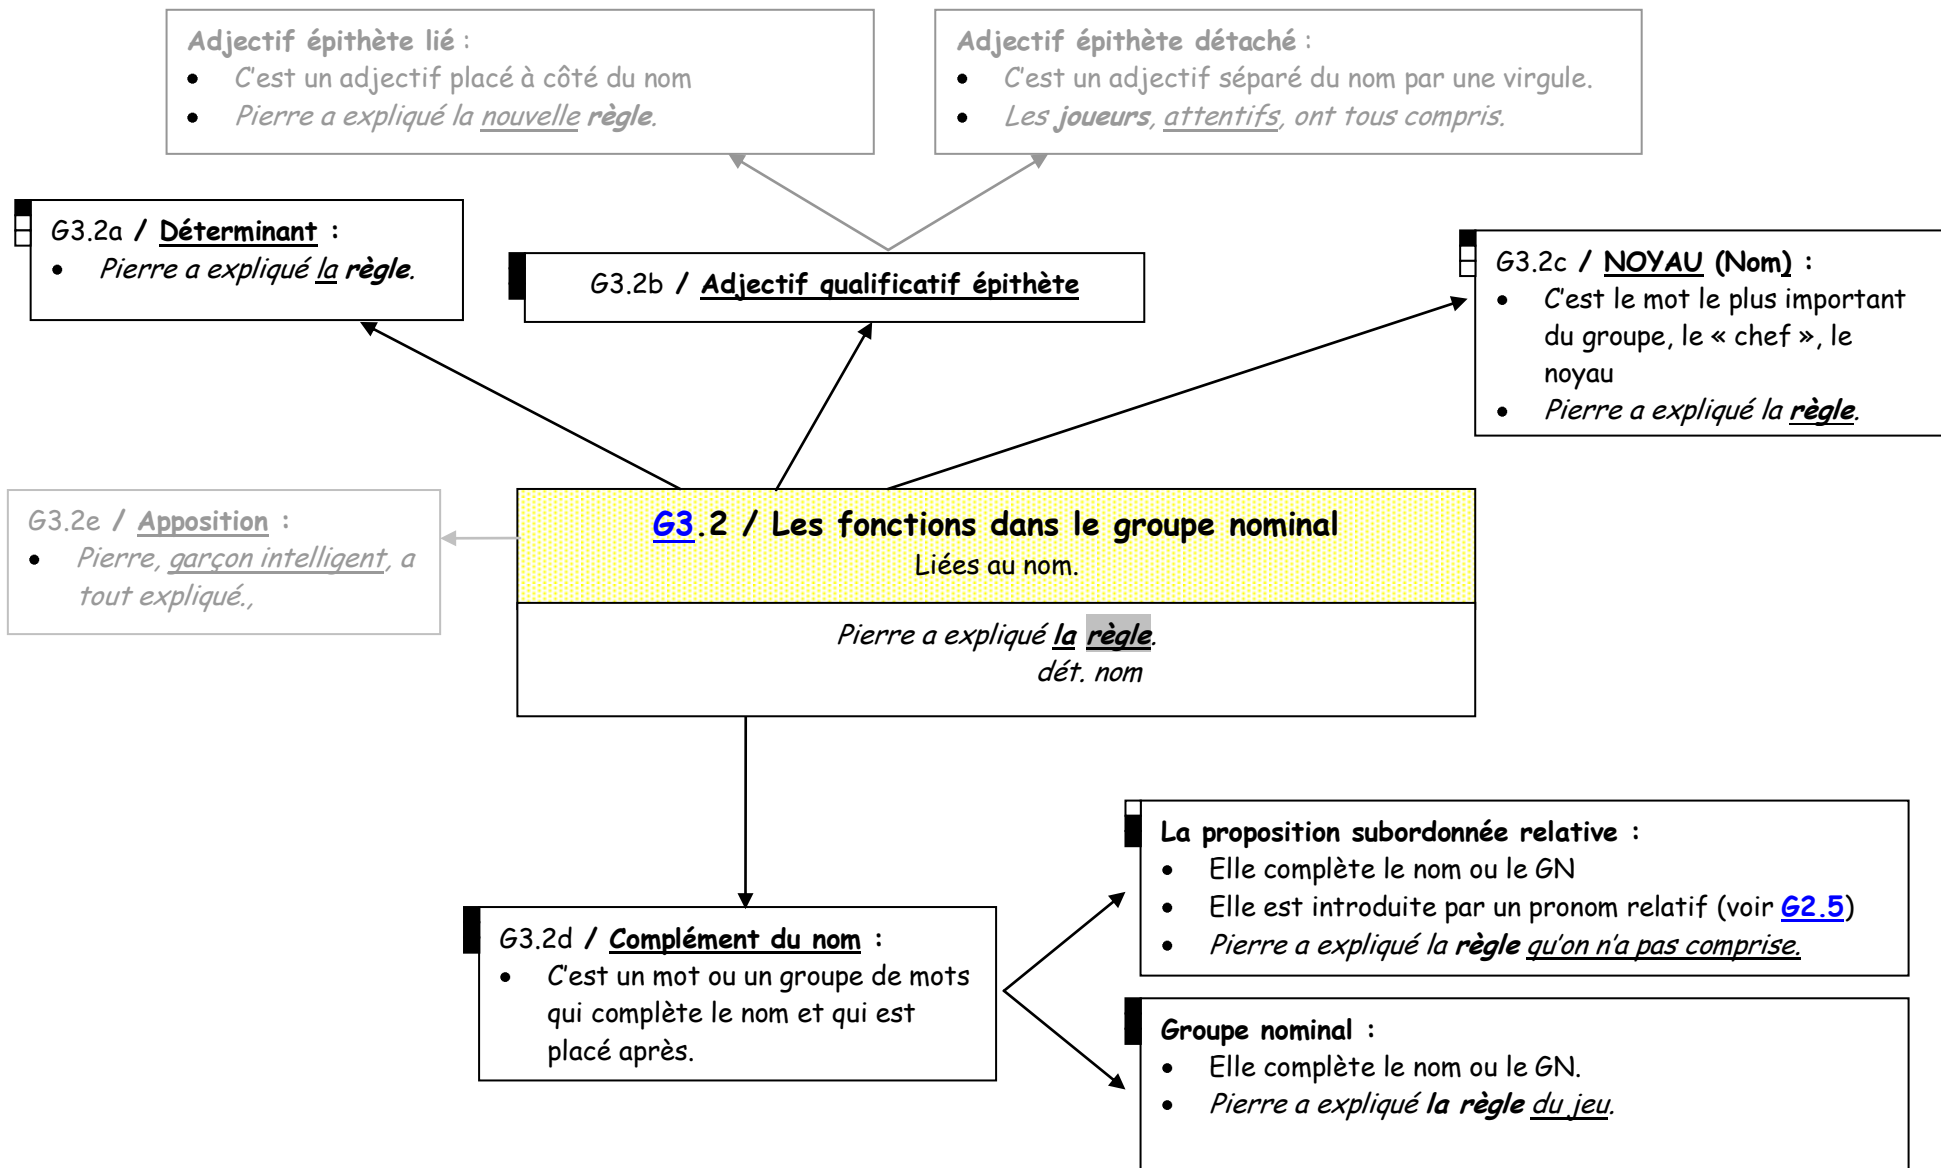 Adjectif épithète lié :
• C'est un adjectif placé à côté du nom
• Pierre a expliqué la nouvelle règle.
Adjectif épithète détaché :
• C'est un adjectif séparé du nom par une virgule.
• Les joueurs, attentifs, ont tous compris.
G3.2a / Déterminant :
• Pierre a expliqué la règle.
G3.2b / Adjectif qualificatif épithète
G3.2c / NOYAU (Nom) :
• C'est le mot le plus important
du groupe, le « chef », le
noyau
• Pierre a expliqué la règle.
G3.2e / Apposition :
• Pierre, garçon intelligent, a
tout expliqué.,
G3.2 / Les fonctions dans le groupe nominal
Liées au nom.
Pierre a expliqué la règle.
dét. nom
G3.2d / Complément du nom :
• C'est un mot ou un groupe de mots
qui complète le nom et qui est
placé après.
La proposition subordonnée relative :
• Elle complète le nom ou le GN
• Elle est introduite par un pronom relatif (voir G2.5)
• Pierre a expliqué la règle qu'on n'a pas comprise.
Groupe nominal :
• Elle complète le nom ou le GN.
• Pierre a expliqué la règle du jeu.